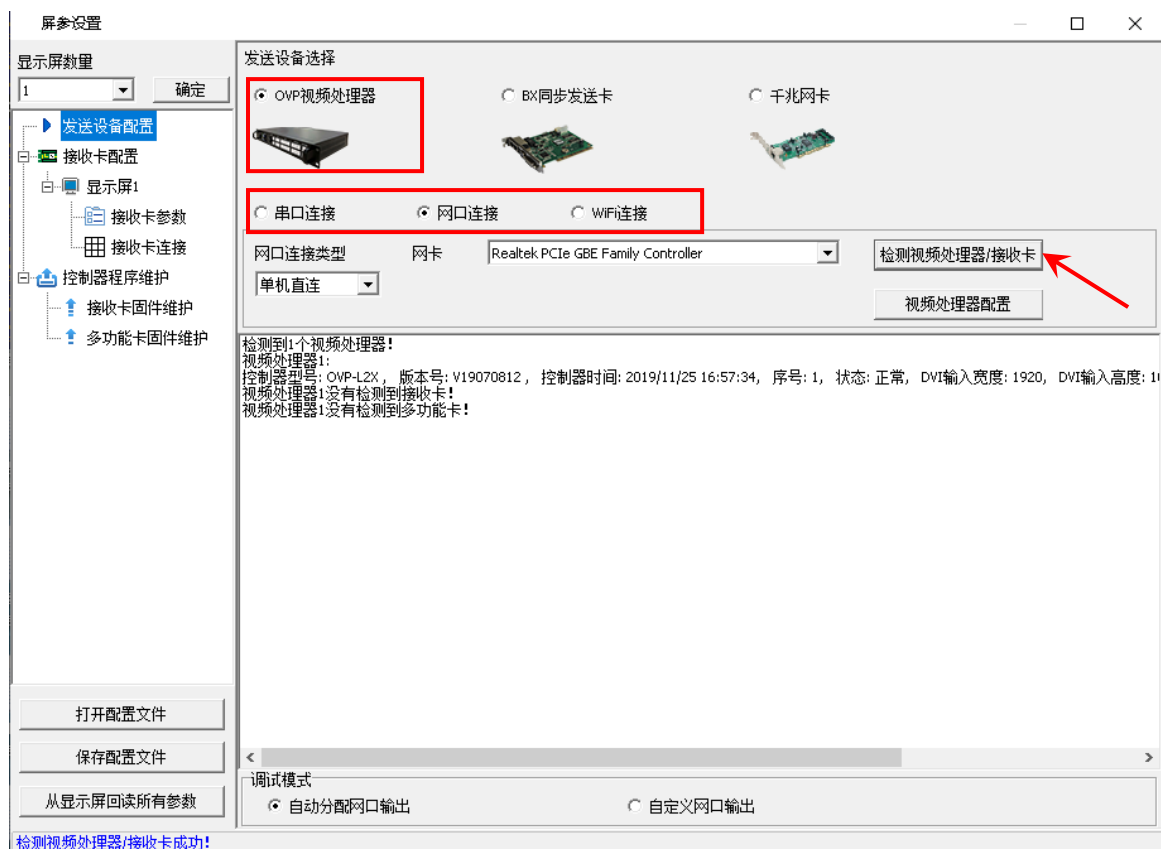 屏参设置
显示屏数量
1
确定
发送设备配置
接收卡配置
显示屏1
接收卡参数
接收卡连接
控制器程序维护
接收卡固件维护
多功能卡固件维护
打开配置文件
保存配置文件
从显示屏回读所有参数
发送设备选择
OVP视频处理器
BX同步发送卡
千兆网卡
串口连接
网口连接
WiFi连接
网口连接类型
网卡
Realtek PCIe GBE Family Controller
检测视频处理器/接收卡
单机直连
视频处理器配置
检测到1个视频处理器!
视频处理器1:
控制器型号: OVP-L2X， 版本号: V19070812， 控制器时间: 2019/11/25 16:57:34， 序号: 1， 状态: 正常， DVI输入宽度: 1920， DVI输入高度: 1
视频处理器1没有检测到接收卡!
视频处理器1没有检测到多功能卡!
调试模式
自动分配网口输出
自定义网口输出
检测视频处理器/接收卡成功!